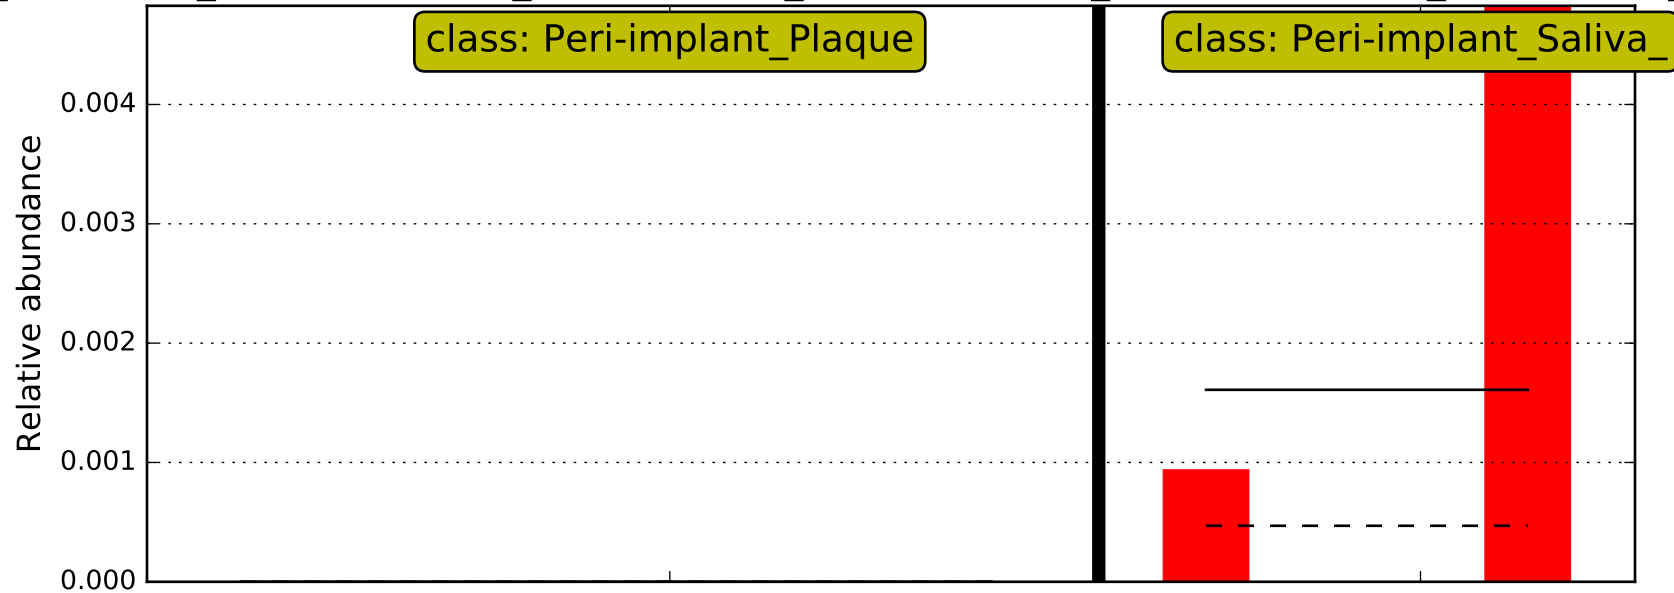 class: Peri-implant_Plaque
class: Peri-implant_Saliva_
Relative abundance
0.004
0.003
0.002
0.001
0.000